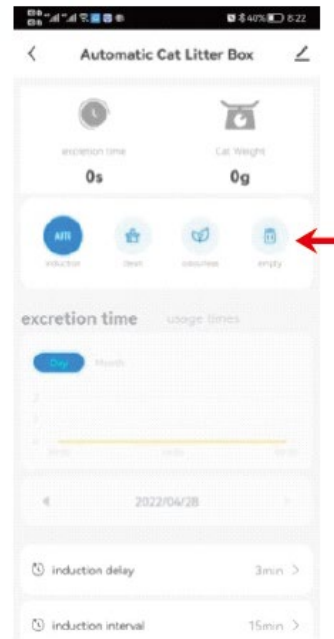 40% 8:22
Automatic Cat Litter Box
excretion time Cat Weight
0s 0g
induction clean odourless empty
excretion time usage times
Day Month
2022/04/28
induction delay 3min
induction interval 15min